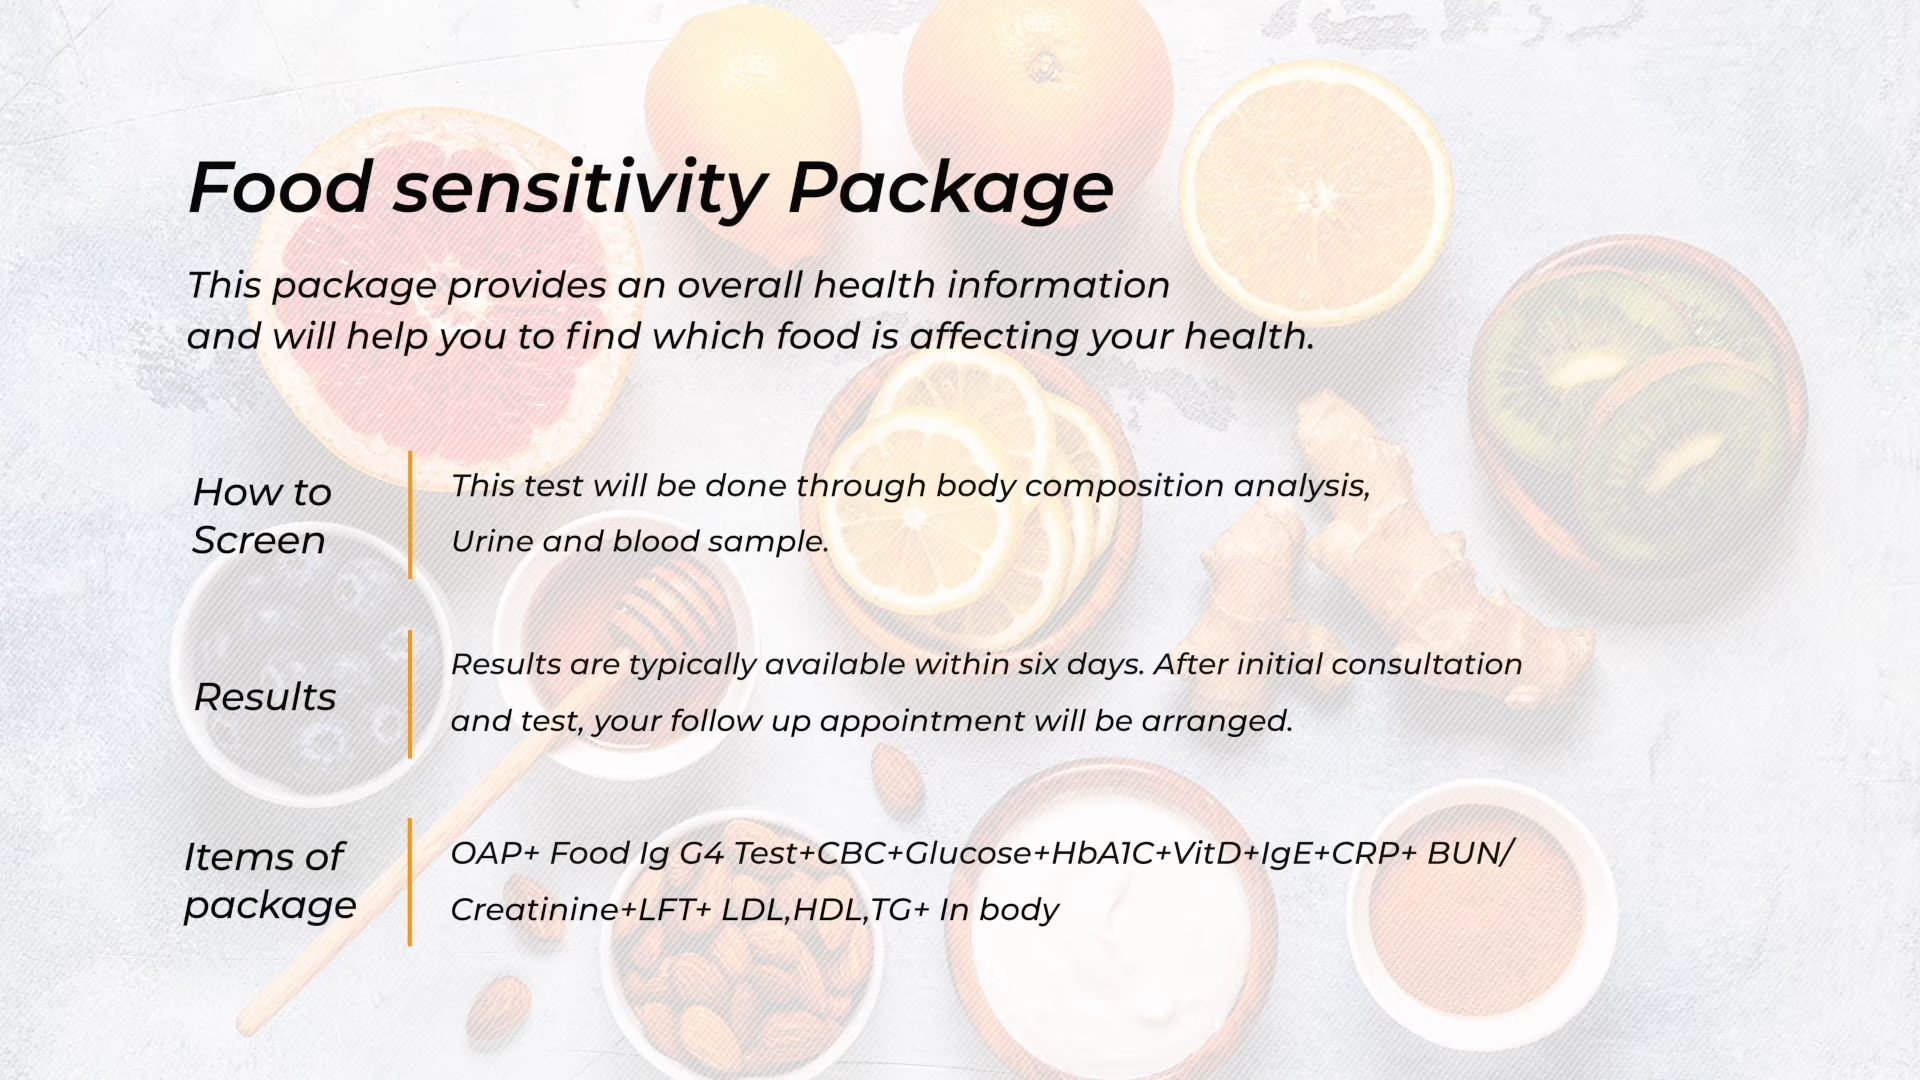 Food sensitivity Package
This package provides an overall health information
and will help you to find which food is affecting your health.
How to
Screen
This test will be done through body composition analysis,
Urine and blood sample.
Results
Results are typically available within six days. After initial consultation
and test, your follow up appointment will be arranged.
Items of
package
OAP+ Food Ig G4 Test+CBC+Glucose+HbA1C+VitD+IgE+CRP+ BUN/
Creatinine+LFT+ LDL,HDL,TG+ In body